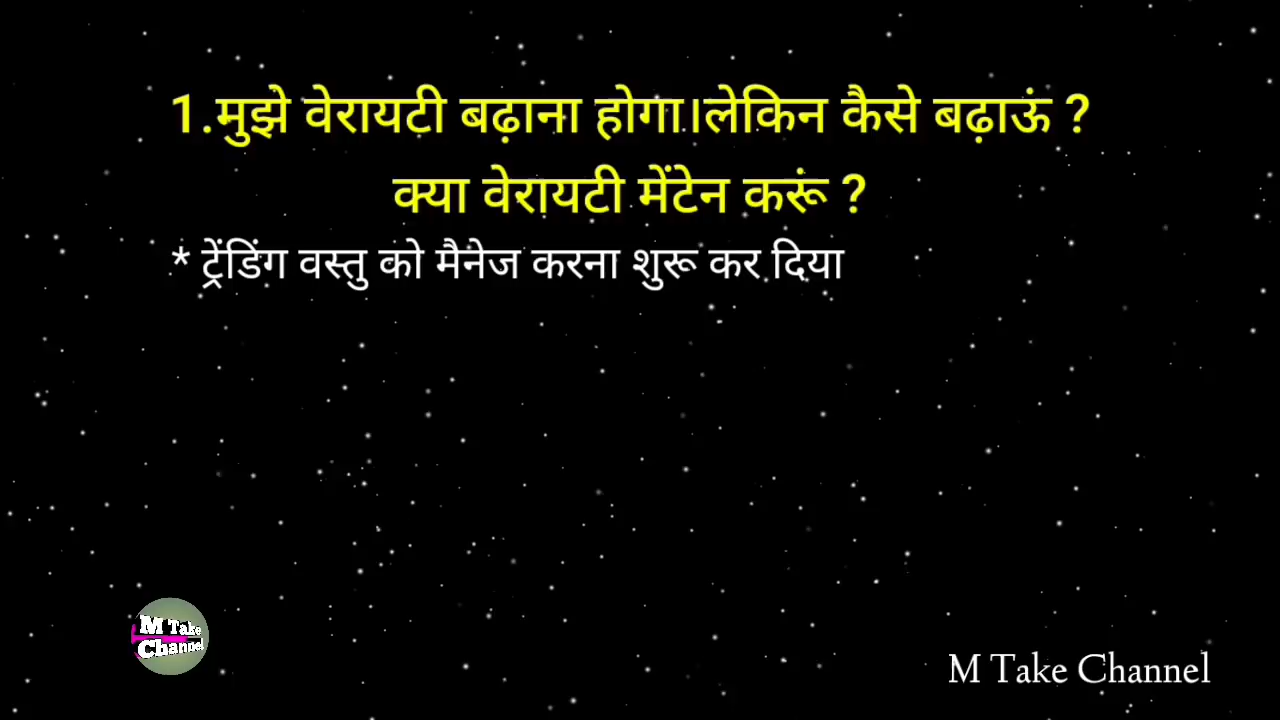 1.मुझे वेरायटी बढ़ाना होगा।लेकिन कैसे बढ़ाऊं ?
क्या वेरायटी मेंटेन करूं ?
* ट्रेंडिंग वस्तु को मैनेज करना शुरू कर दिया
M Take
Channel
M Take Channel